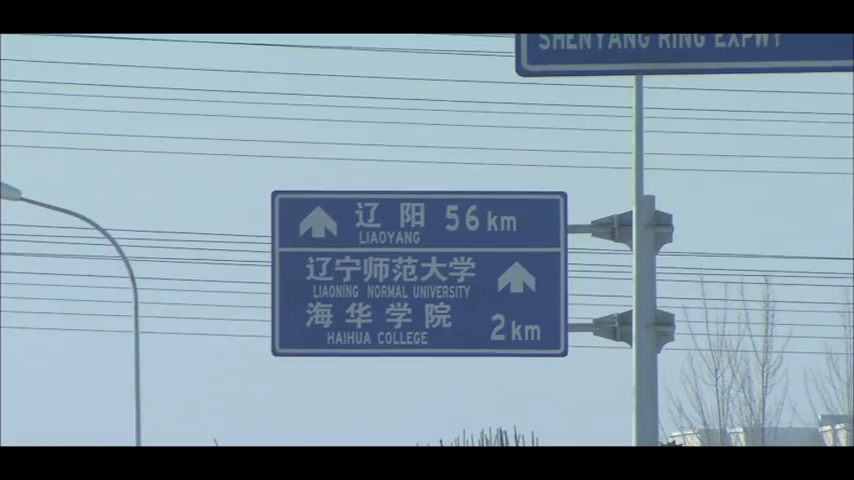 SHENYANG RING EXPWY
辽阳 56km
LIAOYANG
辽宁师范大学
LIAONING NORMAL UNIVERSITY
海华学院
HAIHUA COLLEGE
2km